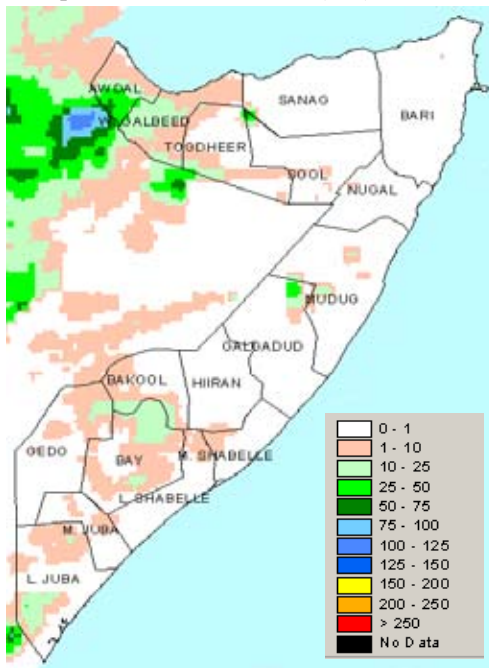 AWDAL
SANAG
W. GALBEED
BARI
TOGDHEER
SOOL
NUGAL
MUDUG
GALGADUD
BAKOOL
HIIRAN
GEDO
BAY
M. SHABELLE
L. SHABELLE
M. JUBA
L. JUBA
0 - 1
1 - 10
10 - 25
25 - 50
50 - 75
75 - 100
100 - 125
125 - 150
150 - 200
200 - 250
> 250
No Data